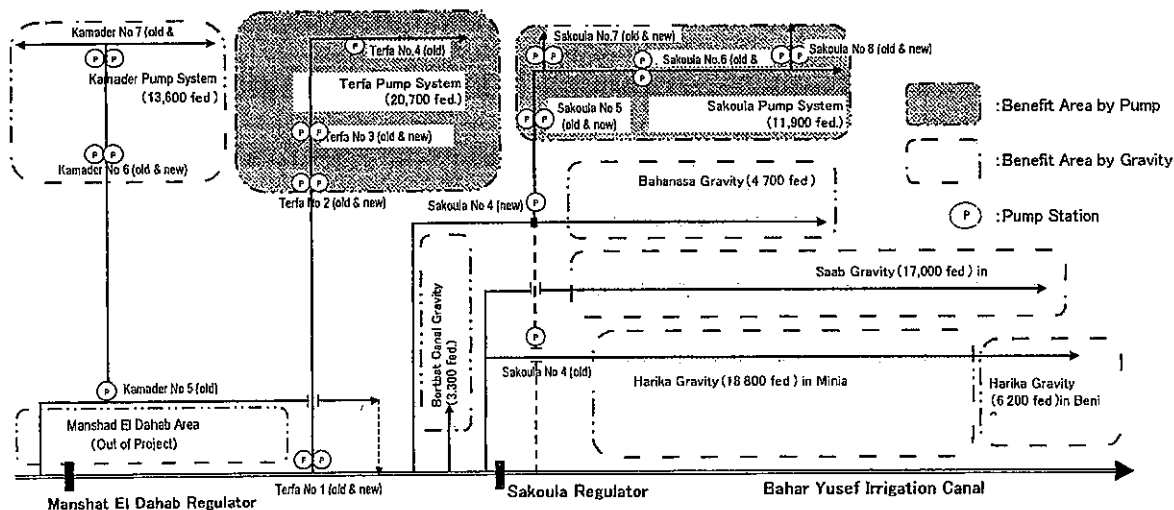 Kamader No 7 (old &
Kamader Pump System
(13,600 fed)
Kamader No 6 (old & new)
Kamader No 5 (old)
Manshad El Daheb Area
(Out of Project)
Manshat El Dahab Regulator
Terfa No.4 (old)
Terfa Pump System
(20,700 fed.)
Terfa No 3 (old & new)
Terfa No 2 (old & new)
Terfa No 1 (old & new)
Sakoula No.7 (old & new)
Sakoula No.6 (old &
Sakoula No 8 (old & new)
Sakoula No 5
(old & new)
Sakoula Pump System
(11,900 fed.)
Sakoula No 4 (new)
Bahanasa Gravity (4 700 fed)
Bortbat Canal Gravity
(3,300 fed.)
Saab Gravity (17,000 fed) in
Sakoula No 4 (old)
Harika Gravity (18 800 fed) in Minia
Harika Gravity
(6 200 fed) in Beni
Sakoula Regulator
Bahar Yusef Irrigation Canal
:Benefit Area by Pump
:Benefit Area by Gravity
P :Pump Station
P P
P P
P
P
P P
P P
P P
P P
P
P
P P
P P
P
P